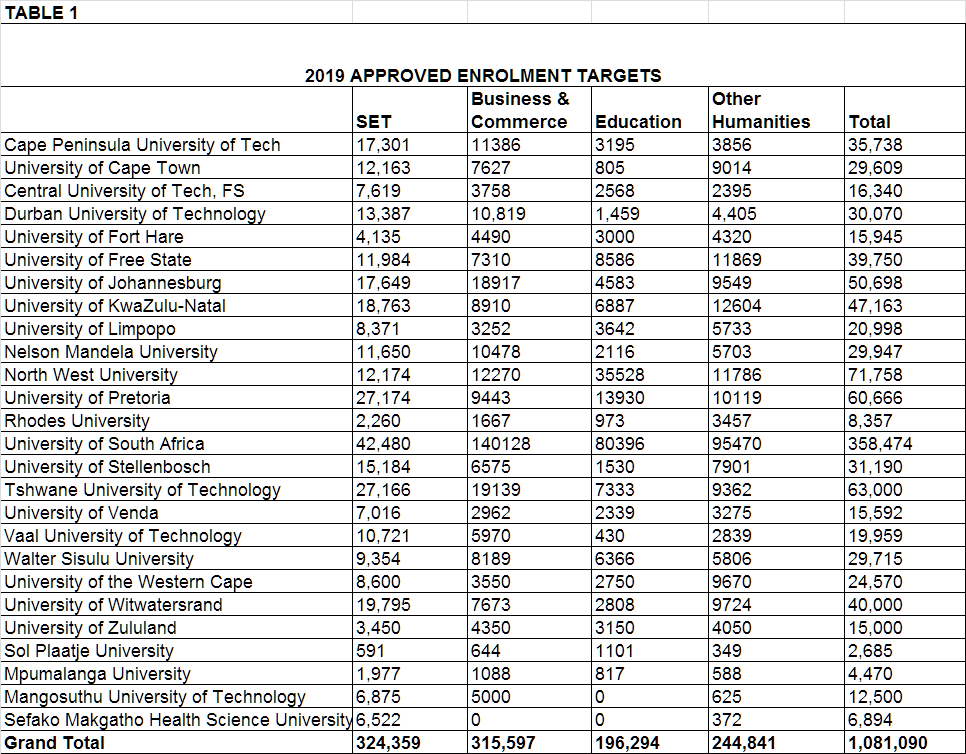 TABLE 1
2019 APPROVED ENROLMENT TARGETS
SET Business & Commerce Education Other Humanities Total
Cape Peninsula University of Tech 17,301 11386 3195 3856 35,738
University of Cape Town 12,163 7627 805 9014 29,609
Central University of Tech, FS 7,619 3758 2568 2395 16,340
Durban University of Technology 13,387 10,819 1,459 4,405 30,070
University of Fort Hare 4,135 4490 3000 4320 15,945
University of Free State 11,984 7310 8586 11869 39,750
University of Johannesburg 17,649 18917 4583 9549 50,698
University of KwaZulu-Natal 18,763 8910 6887 12604 47,163
University of Limpopo 8,371 3252 3642 5733 20,998
Nelson Mandela University 11,650 10478 2116 5703 29,947
North West University 12,174 12270 35528 11786 71,758
University of Pretoria 27,174 9443 13930 10119 60,666
Rhodes University 2,260 1667 973 3457 8,357
University of South Africa 42,480 140128 80396 95470 358,474
University of Stellenbosch 15,184 6575 1530 7901 31,190
Tshwane University of Technology 27,166 19139 7333 9362 63,000
University of Venda 7,016 2962 2339 3275 15,592
Vaal University of Technology 10,721 5970 430 2839 19,959
Walter Sisulu University 9,354 8189 6366 5806 29,715
University of the Western Cape 8,600 3550 2750 9670 24,570
University of Witwatersrand 19,795 7673 2808 9724 40,000
University of Zululand 3,450 4350 3150 4050 15,000
Sol Plaatje University 591 644 1101 349 2,685
Mpumalanga University 1,977 1088 817 588 4,470
Mangosuthu University of Technology 6,875 5000 0 625 12,500
Sefako Makgatho Health Science University 6,522 0 0 372 6,894
Grand Total 324,359 315,597 196,294 244,841 1,081,090